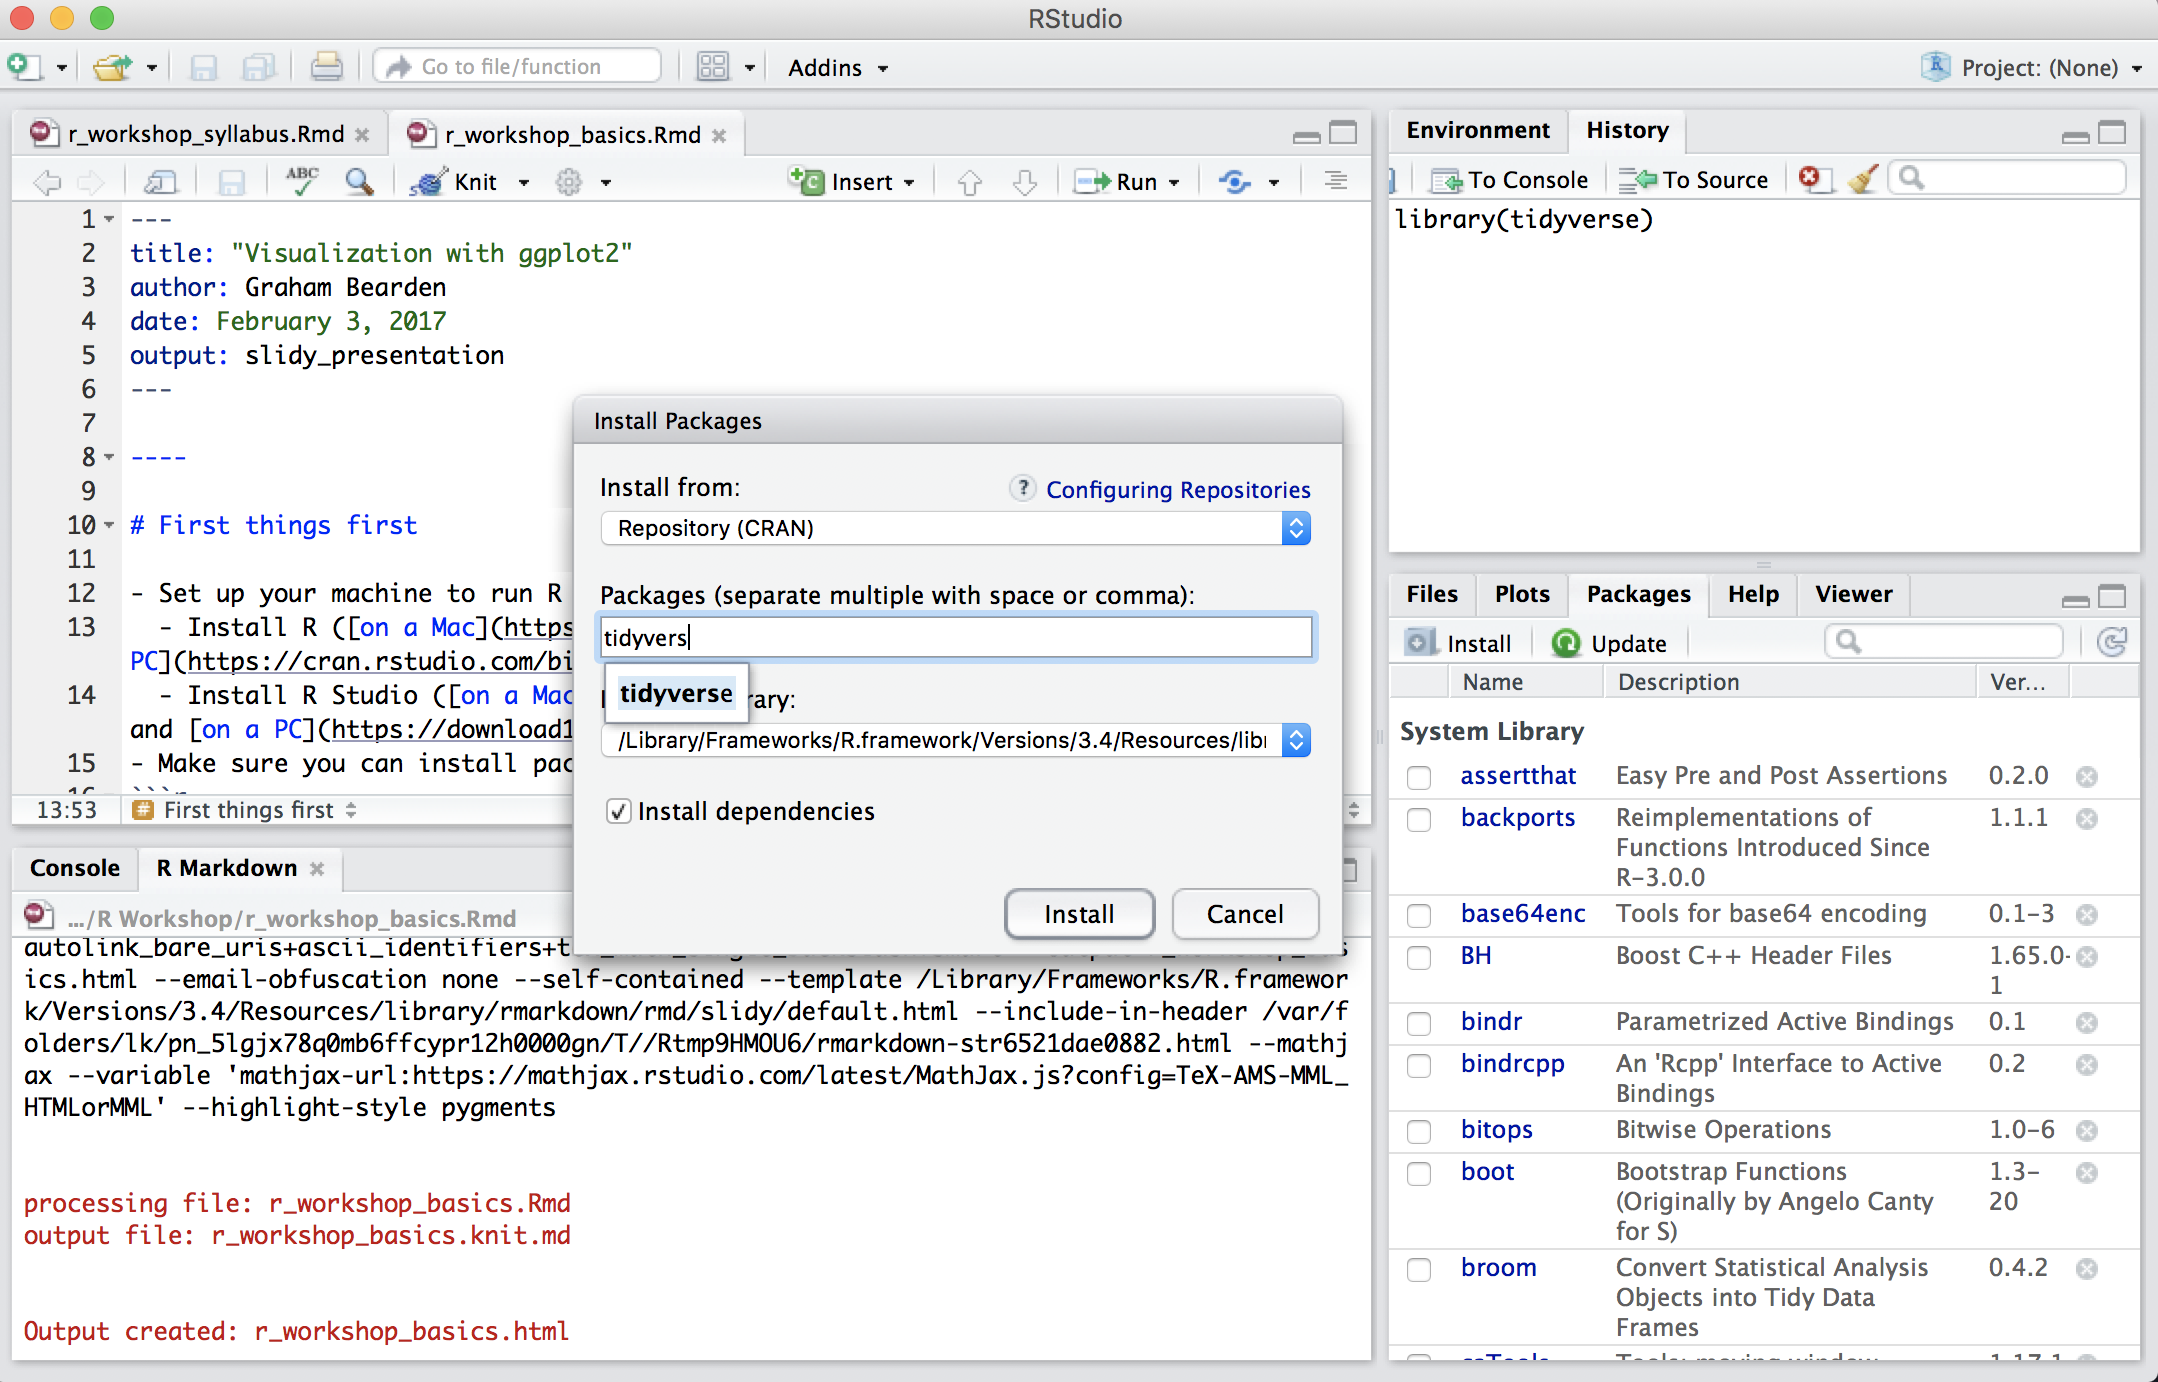 RStudio
Go to file/function
Addins
Project: (None)
r_workshop_syllabus.Rmd
r_workshop_basics.Rmd
ABC
Knit
Insert
Run
1 ---
2 title: "Visualization with ggplot2"
3 author: Graham Bearden
4 date: February 3, 2017
5 output: slidy_presentation
6 ---
7
8 ----
9
10 # First things first
11
12 - Set up your machine to run R
13 - Install R ([on a Mac](https
PC](https://cran.rstudio.com/bi
14 - Install R Studio ([on a Mac
and [on a PC](https://download1
15 - Make sure you can install pac
13:53
# First things first
Install Packages
Install from:
? Configuring Repositories
Repository (CRAN)
Packages (separate multiple with space or comma):
tidyvers
tidyverse
rary:
/Library/Frameworks/R.framework/Versions/3.4/Resources/libr
Install dependencies
Install
Cancel
Console
R Markdown
.../R Workshop/r_workshop_basics.Rmd
autolink_bare_uris+ascii_identifiers+t
ics.html --email-obfuscation none --self-contained --template /Library/Frameworks/R.framewor
k/Versions/3.4/Resources/library/rmarkdown/rmd/slidy/default.html --include-in-header /var/f
olders/lk/pn_5lgjx78q0mb6ffcypr12h0000gn/T//Rtmp9HMOU6/rmarkdown-str6521dae0882.html --mathj
ax --variable 'mathjax-url:https://mathjax.rstudio.com/latest/MathJax.js?config=TeX-AMS-MML_
HTMLorMML' --highlight-style pygments
processing file: r_workshop_basics.Rmd
output file: r_workshop_basics.knit.md
Output created: r_workshop_basics.html
Environment
History
To Console
To Source
library(tidyverse)
Files
Plots
Packages
Help
Viewer
Install
Update
Name
Description
Ver...
System Library
assertthat Easy Pre and Post Assertions 0.2.0
backports Reimplementations of 1.1.1
Functions Introduced Since
R-3.0.0
base64enc Tools for base64 encoding 0.1-3
BH Boost C++ Header Files 1.65.0-
1
bindr Parametrized Active Bindings 0.1
bindrcpp An 'Rcpp' Interface to Active 0.2
Bindings
bitops Bitwise Operations 1.0-6
boot Bootstrap Functions 1.3-
(Originally by Angelo Canty 20
for S)
broom Convert Statistical Analysis 0.4.2
Objects into Tidy Data
Frames